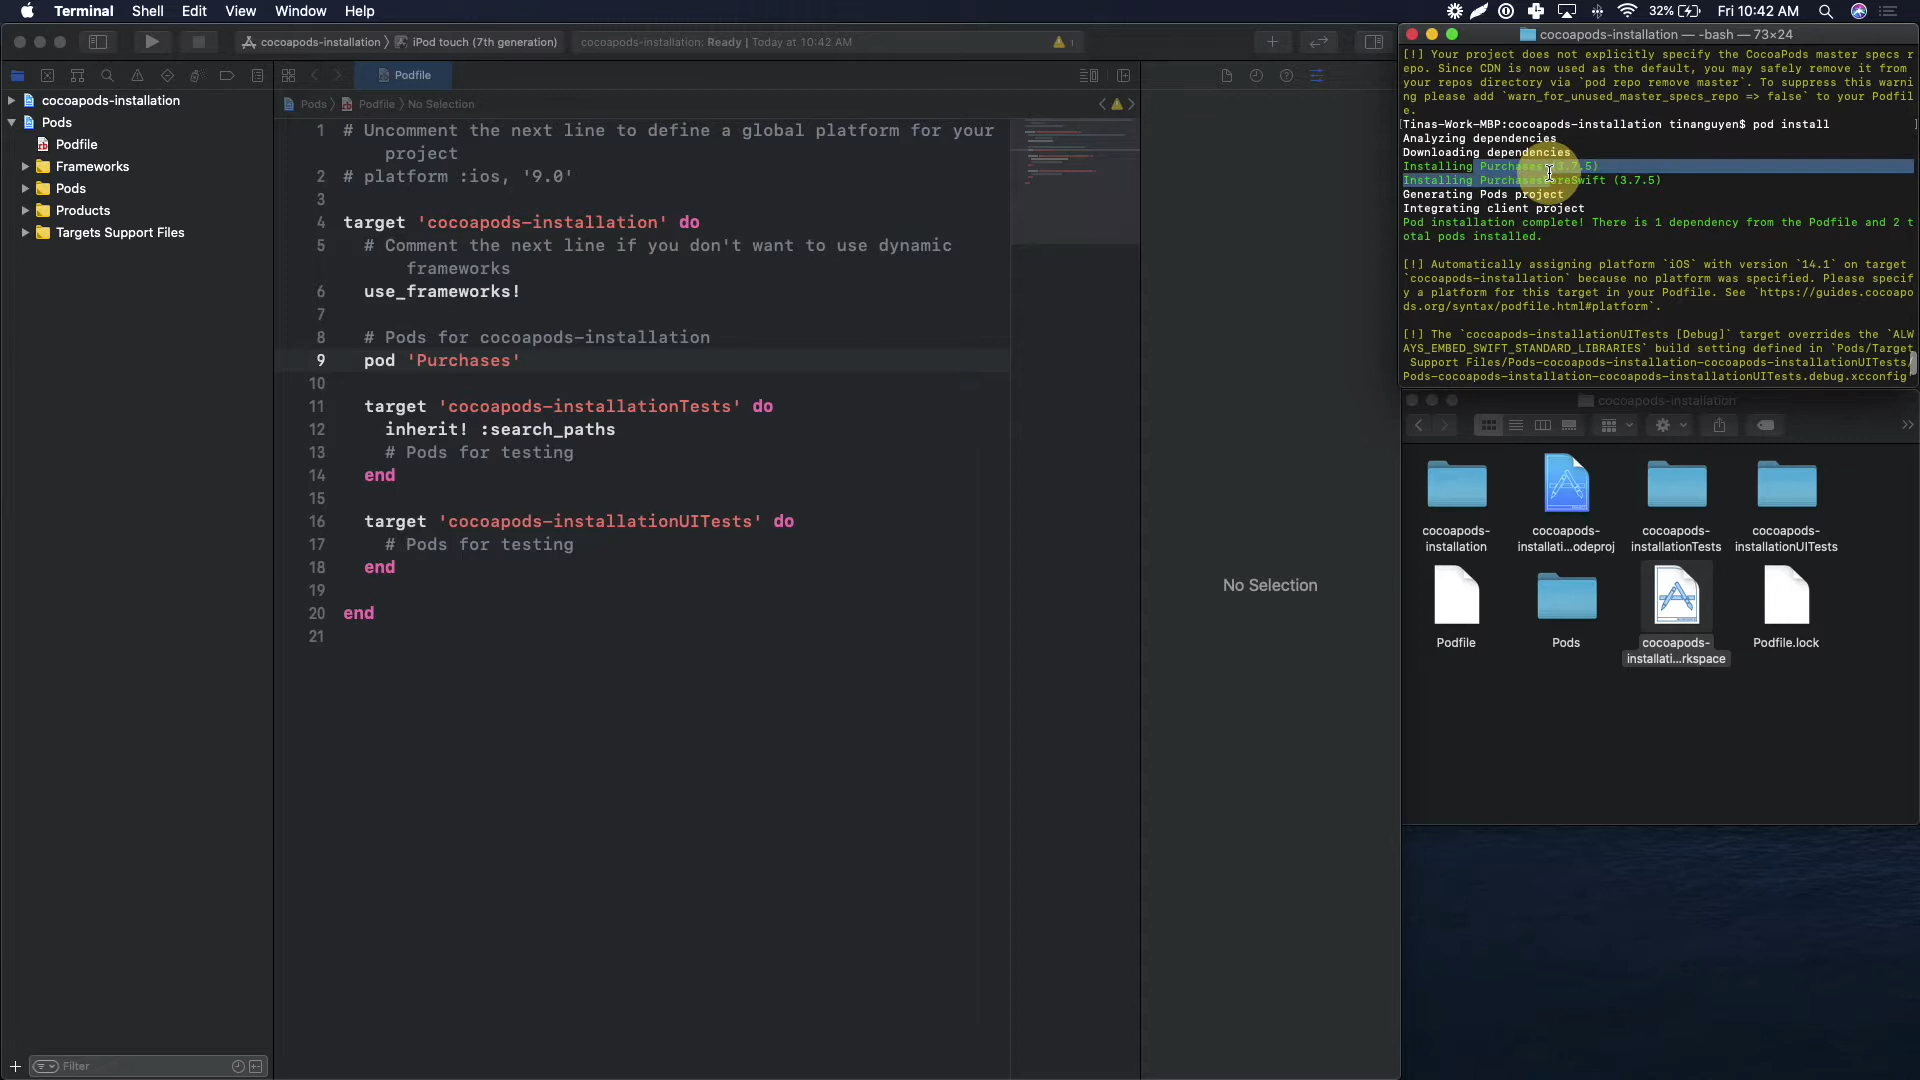 Terminal Shell Edit View Window Help
32% Fri 10:42 AM
cocoapods-installation iPod touch (7th generation)
cocoapods-installation: Ready | Today at 10:42 AM
1
Podfile
Pods Podfile No Selection
cocoapods-installation
Pods
Podfile
Frameworks
Pods
Products
Targets Support Files
Filter
1 # Uncomment the next line to define a global platform for your
project
2 # platform :ios, '9.0'
3
4 target 'cocoapods-installation' do
5 # Comment the next line if you don't want to use dynamic
frameworks
6 use_frameworks!
7
8 # Pods for cocoapods-installation
9 pod 'Purchases'
10
11 target 'cocoapods-installationTests' do
12 inherit! :search_paths
13 # Pods for testing
14 end
15
16 target 'cocoapods-installationUITests' do
17 # Pods for testing
18 end
19
20 end
21
No Selection
cocoapods-installation — -bash — 73×24
[!] Your project does not explicitly specify the CocoaPods master specs r
epo. Since CDN is now used as the default, you may safely remove it from
your repos directory via `pod repo remove master`. To suppress this warni
ng please add `warn_for_unused_master_specs_repo => false` to your Podfil
e.
[Tinas-Work-MBP:cocoapods-installation tinanguyen$ pod install ]
Analyzing dependencies
Downloading dependencies
Installing Purchases (3.7.5)
Installing PurchasesCoreSwift (3.7.5)
Generating Pods project
Integrating client project
Pod installation complete! There is 1 dependency from the Podfile and 2 t
otal pods installed.
[!] Automatically assigning platform `iOS` with version `14.1` on target
`cocoapods-installation` because no platform was specified. Please specif
y a platform for this target in your Podfile. See `https://guides.cocoapo
ds.org/syntax/podfile.html#platform`.
[!] The `cocoapods-installationUITests [Debug]` target overrides the `ALW
AYS_EMBED_SWIFT_STANDARD_LIBRARIES` build setting defined in `Pods/Target
Support Files/Pods-cocoapods-installation-cocoapods-installationUITests/
Pods-cocoapods-installation-cocoapods-installationUITests.debug.xcconfig
cocoapods-installation
cocoapods-
installation
cocoapods-
installati...odeproj
cocoapods-
installationTests
cocoapods-
installationUITests
Podfile
Pods
cocoapods-
installati...rkspace
Podfile.lock